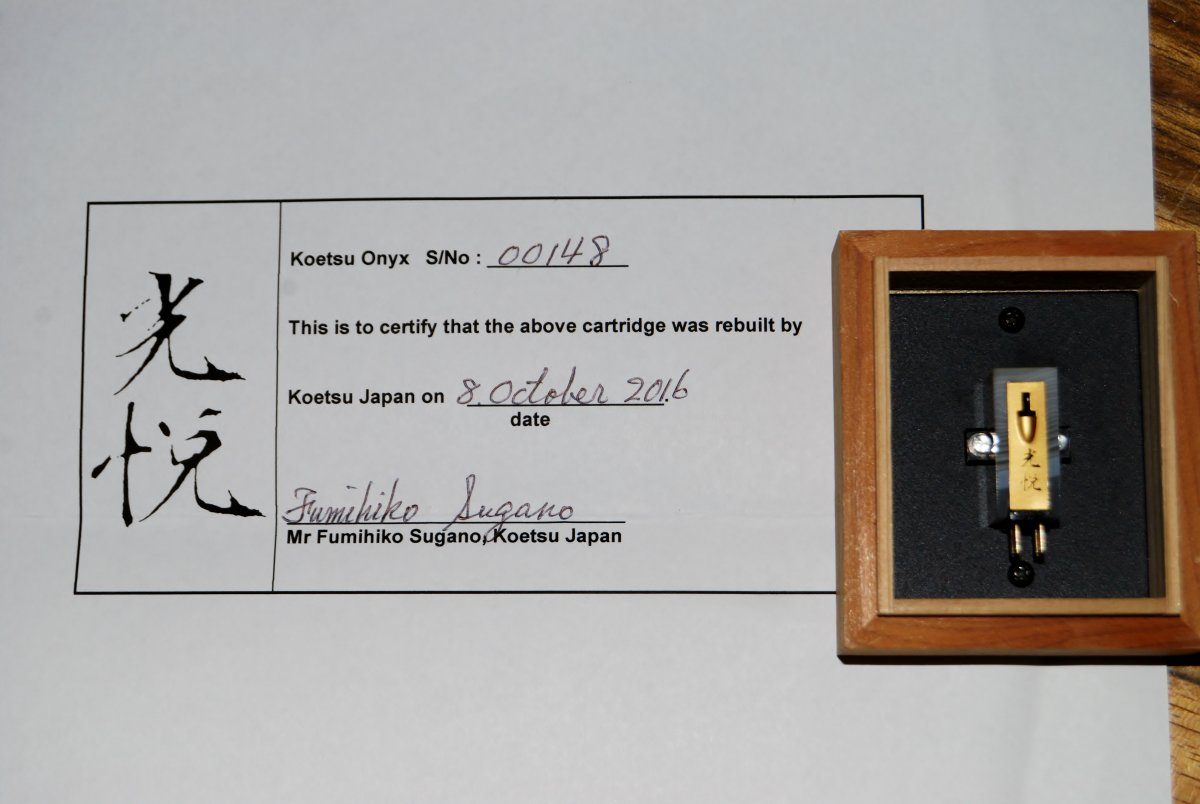 光
悦
Koetsu Onyx S/No : 00148
This is to certify that the above cartridge was rebuilt by
Koetsu Japan on 8. October 2016
date
Fumihiko Sugano
Mr Fumihiko Sugano, Koetsu Japan
光
悦